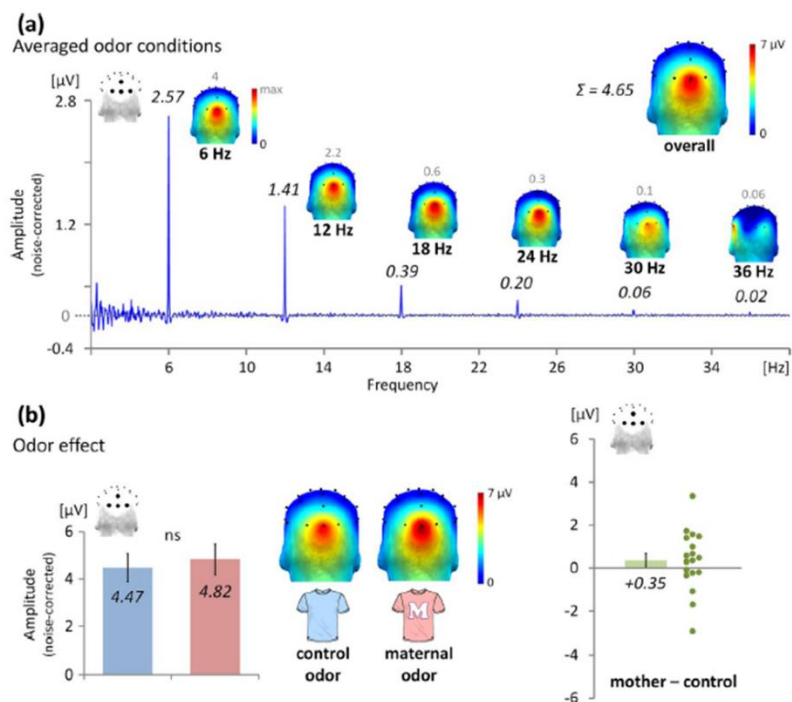 (a)
Averaged odor conditions
[µV]
2.8
1.2
0
-0.4
Amplitude
(noise-corrected)
2.57
4
max
0
6 Hz
1.41
2.2
12 Hz
0.6
18 Hz
0.39
0.3
24 Hz
0.20
0.1
30 Hz
0.06
0.06
36 Hz
0.02
Σ = 4.65
7 µV
0
overall
6
10
14
18
22
26
30
34
[Hz]
Frequency
(b)
Odor effect
[µV]
6
4
2
0
Amplitude
(noise-corrected)
ns
4.47
4.82
7 µV
0
M
control
odor
maternal
odor
[µV]
6
4
2
0
-2
-4
-6
+0.35
mother – control